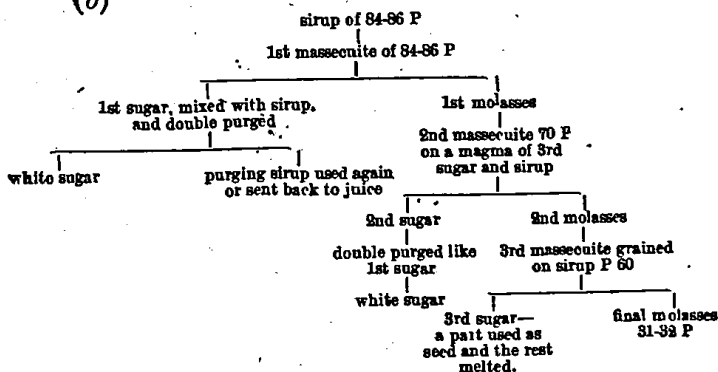 (b)
sirup of 84-86 P
1st massecuite of 84-86 P
1st sugar, mixed with sirup.
and double purged
1st molasses
2nd massecuite 70 P
on a magma of 3rd
sugar and sirup
white sugar
purging sirup used again
or sent back to juice
2nd sugar
2nd molasses
double purged like
1st sugar
3rd massecuite grained
on sirup P 60
white sugar
3rd sugar—
a part used as
seed and the rest
melted.
final molasses
31-32 P